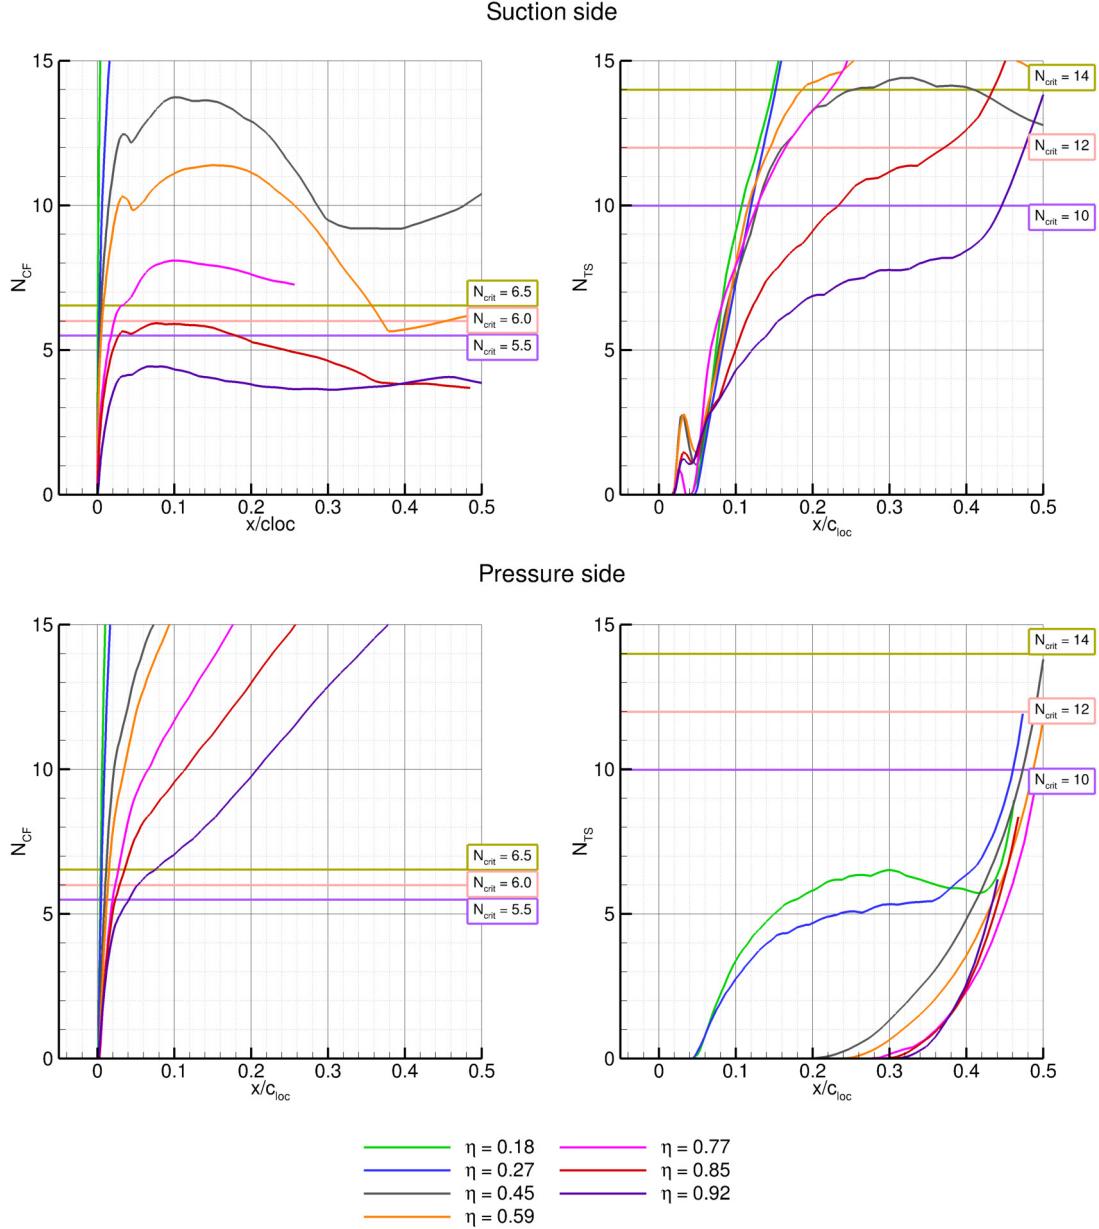 Suction side
15
10
5
0
N_CF
0
0.1
0.2
0.3
0.4
0.5
x/cloc
N_crit = 6.5
N_crit = 6.0
N_crit = 5.5
15
10
5
0
N_TS
0
0.1
0.2
0.3
0.4
0.5
x/c_loc
N_crit = 14
N_crit = 12
N_crit = 10
Pressure side
15
10
5
0
N_CF
0
0.1
0.2
0.3
0.4
0.5
x/c_loc
N_crit = 6.5
N_crit = 6.0
N_crit = 5.5
15
10
5
0
N_TS
0
0.1
0.2
0.3
0.4
0.5
x/c_loc
N_crit = 14
N_crit = 12
N_crit = 10
η = 0.18
η = 0.27
η = 0.45
η = 0.59
η = 0.77
η = 0.85
η = 0.92